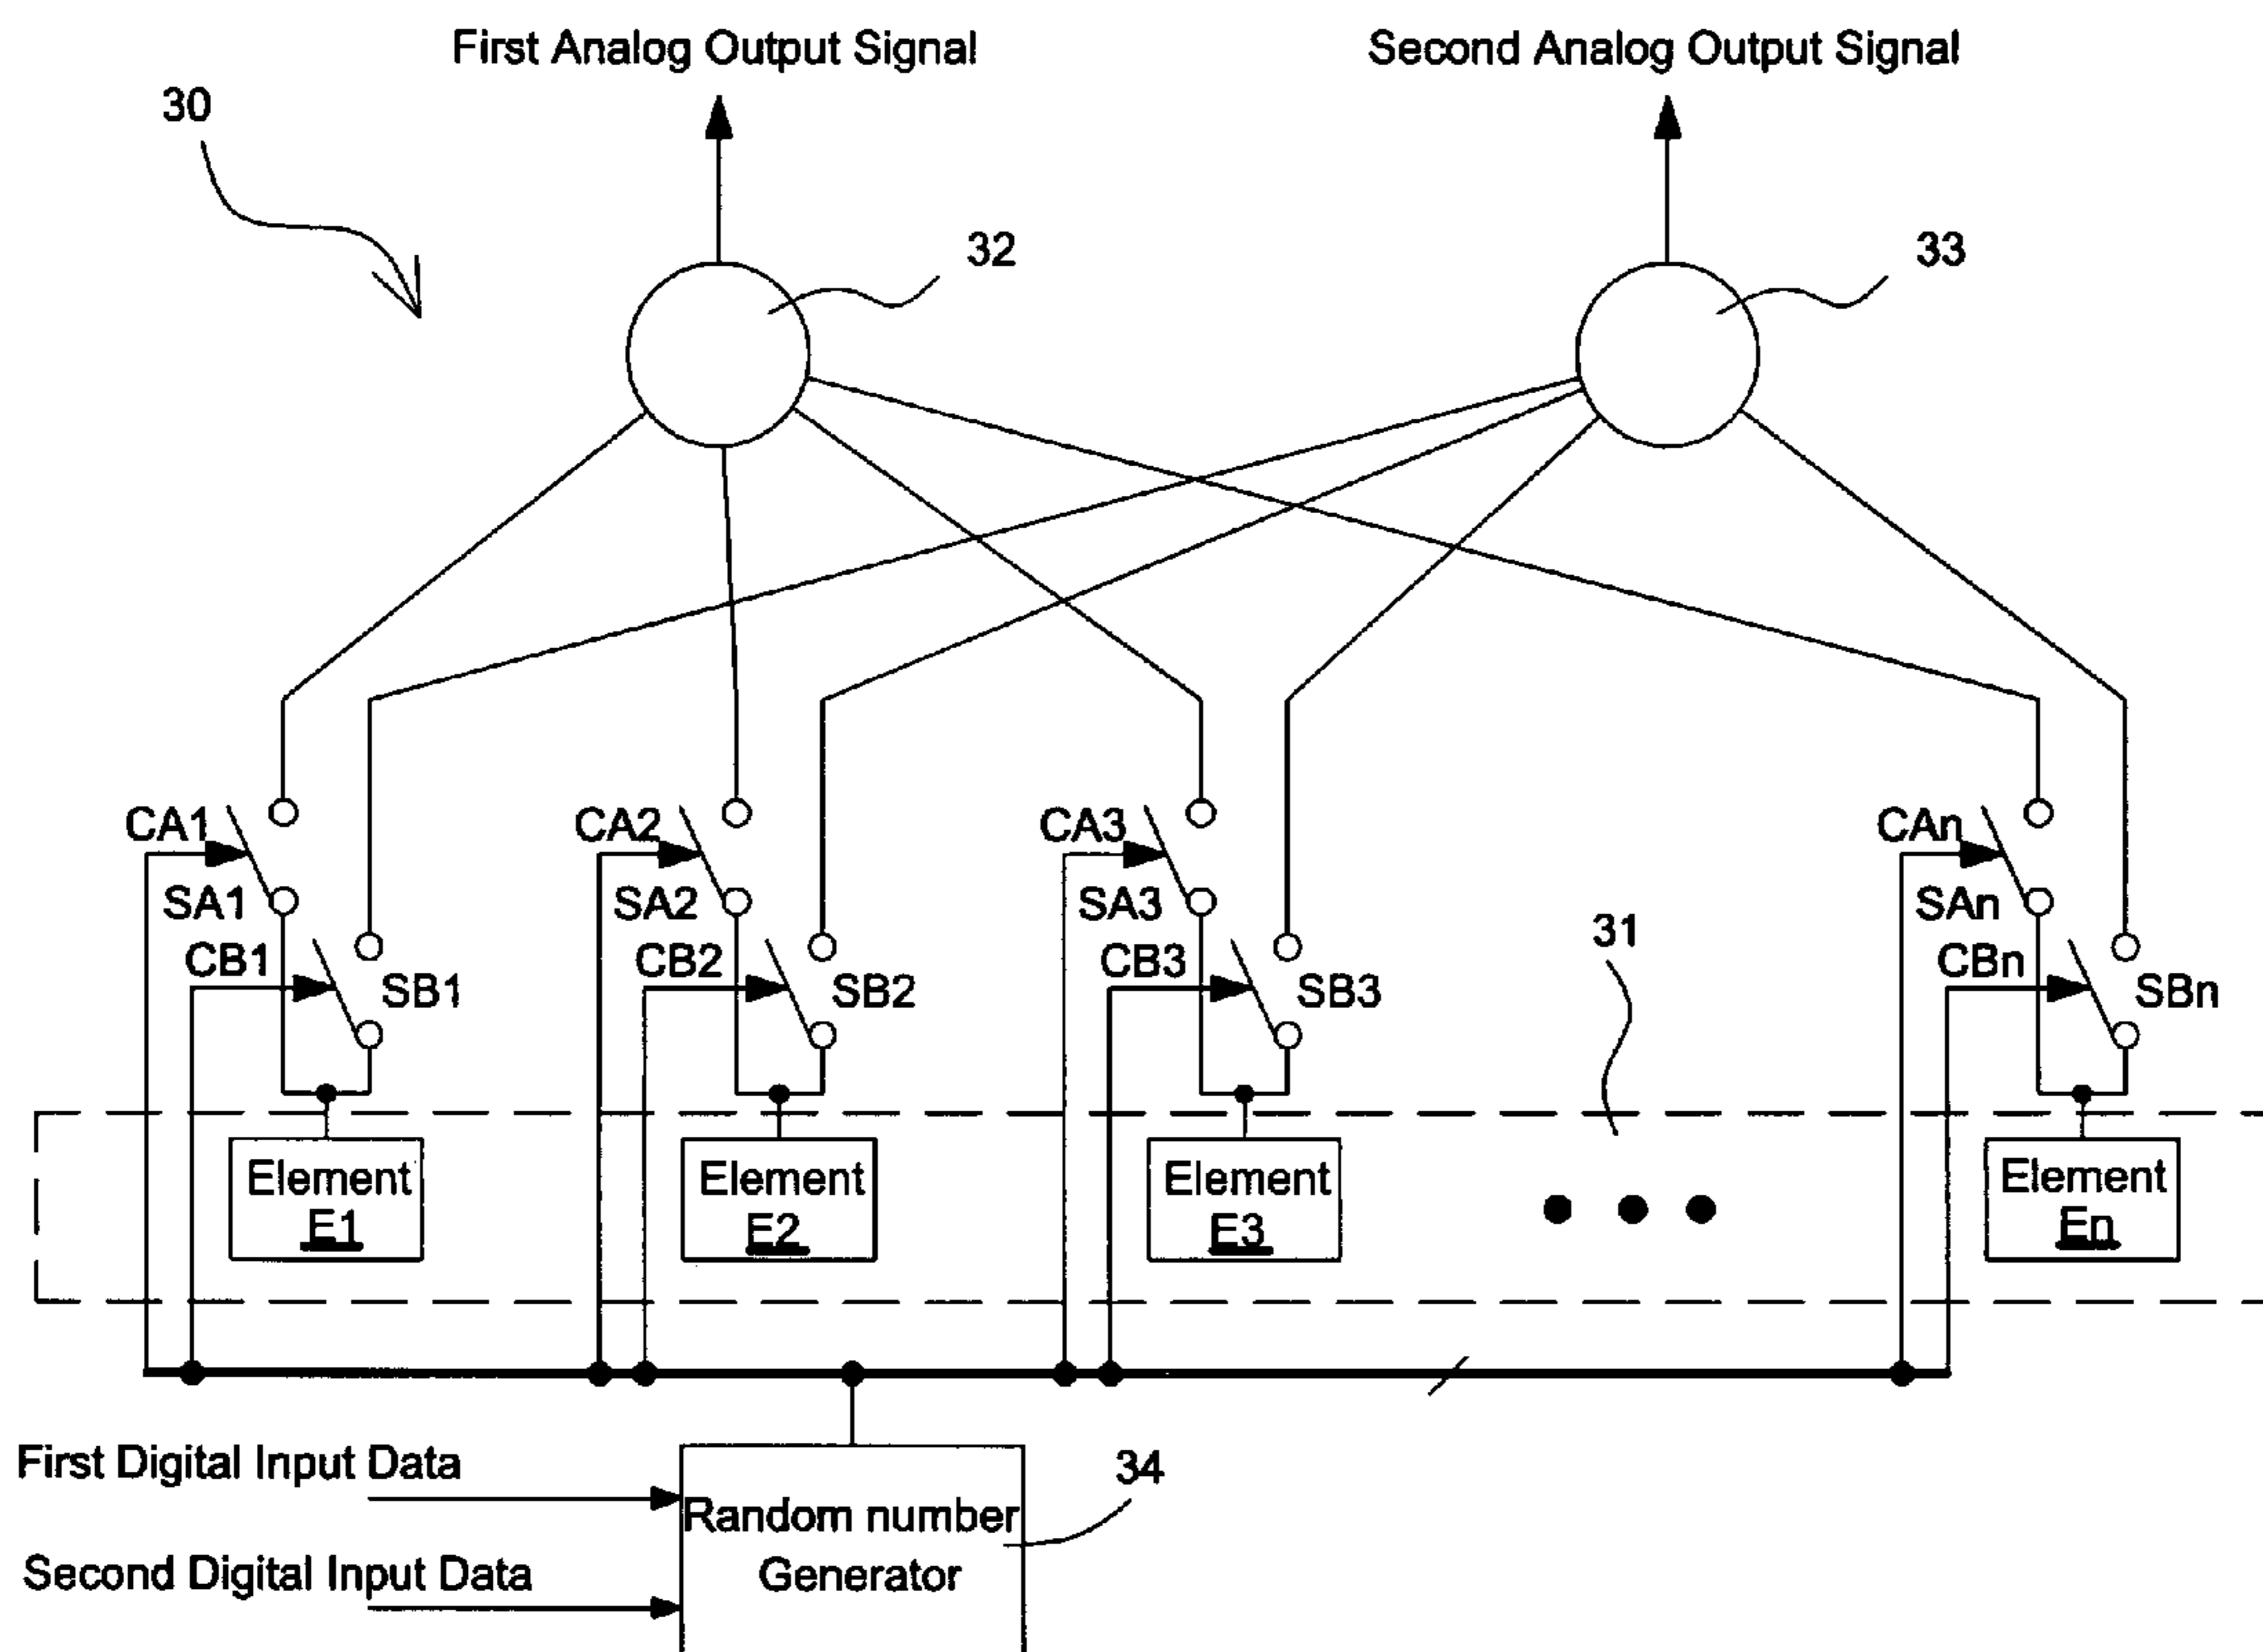 First Analog Output Signal
Second Analog Output Signal
30
32
33
CA1
CA2
CA3
CAn
SA1
SA2
SA3
SAn
31
CB1
CB2
CB3
CBn
SB1
SB2
SB3
SBn
Element
E1
Element
E2
Element
E3
Element
En
First Digital Input Data
34
Random number
Generator
Second Digital Input Data